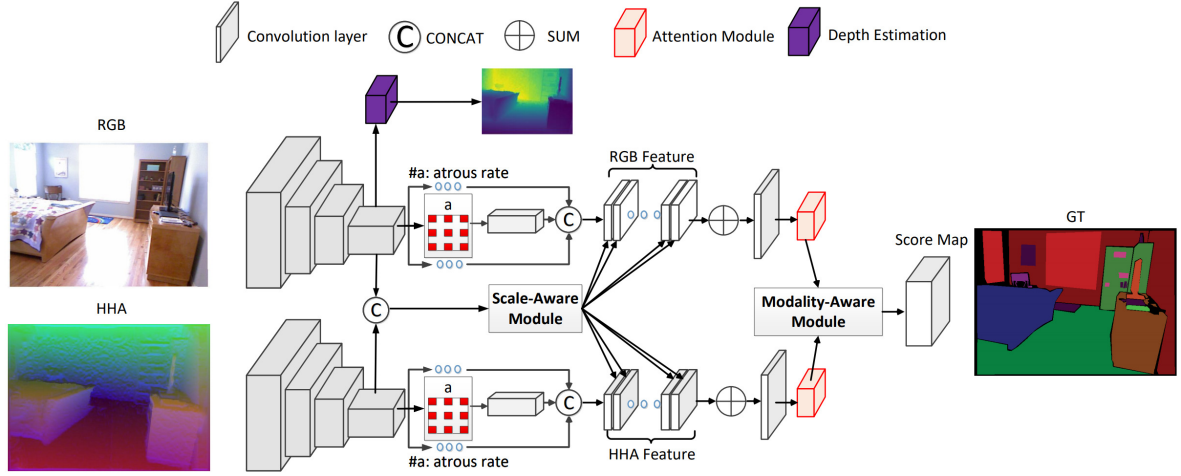 Convolution layer
C CONCAT
SUM
Attention Module
Depth Estimation
RGB
RGB Feature
#a: atrous rate
a
C
GT
Score Map
HHA
C
Scale-Aware
Module
Modality-Aware
Module
a
C
#a: atrous rate
HHA Feature